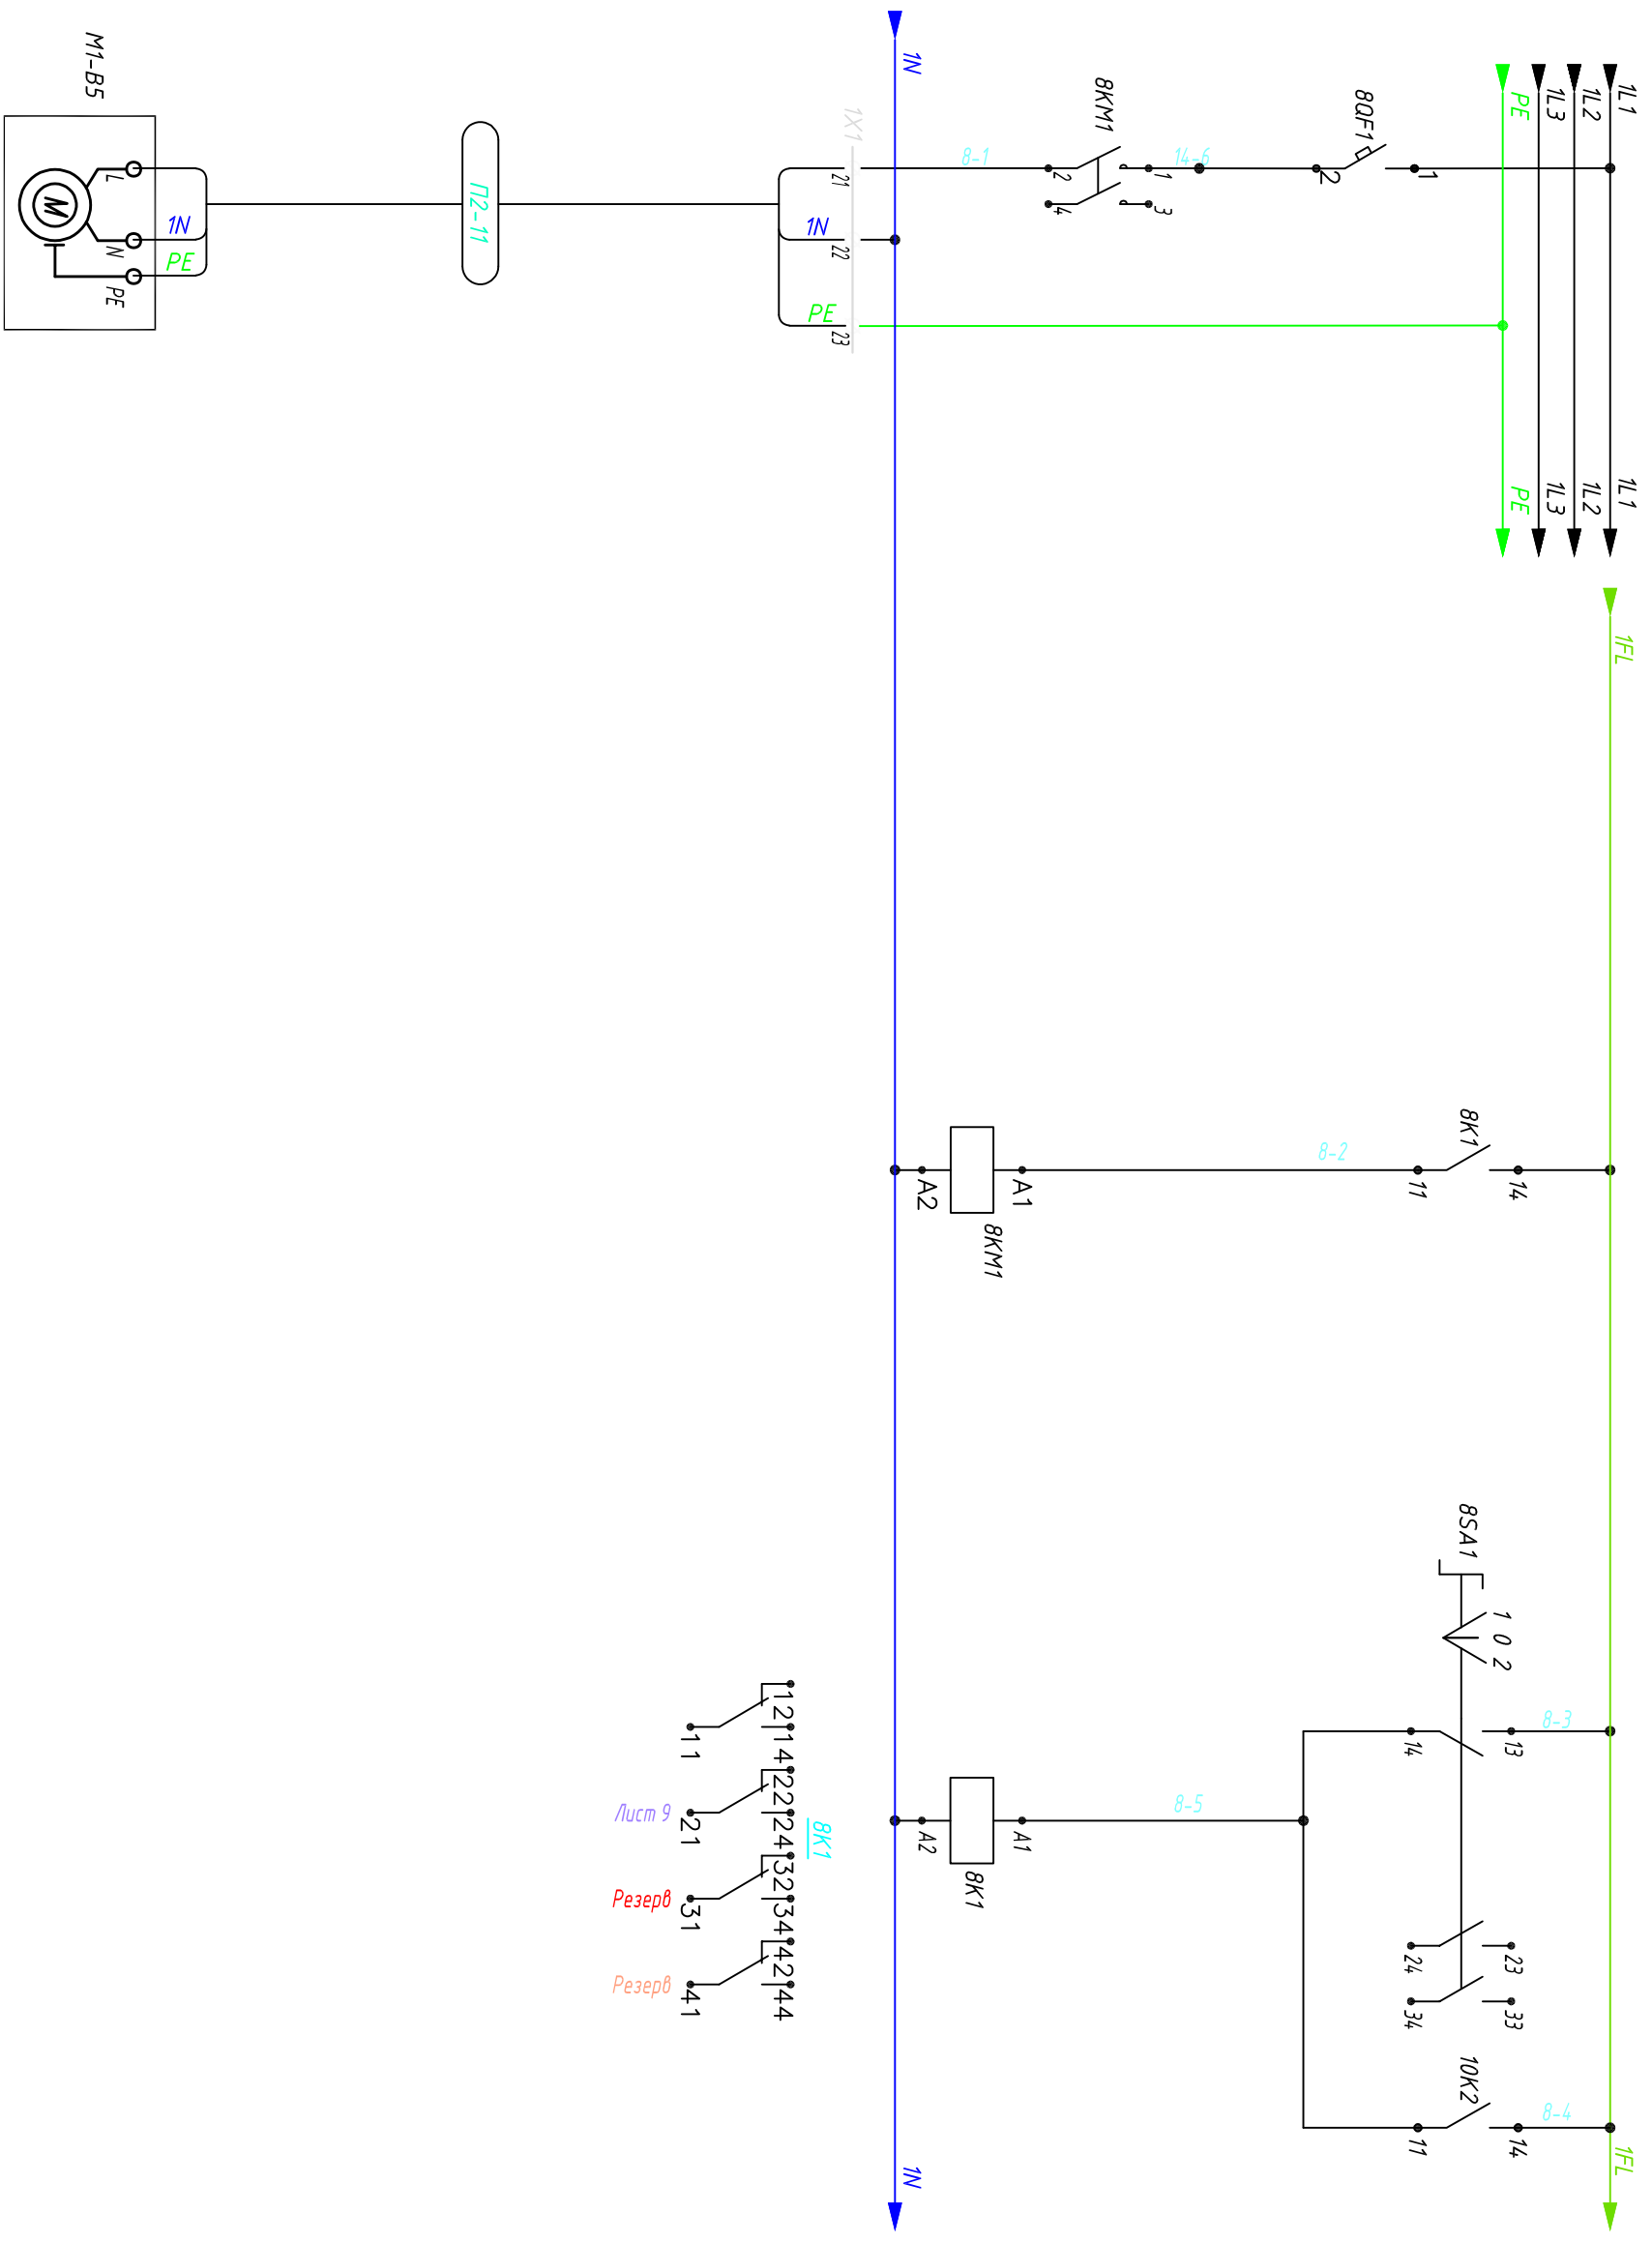 1L1
1L2
1L3
PE
1L1
1L2
1L3
PE
1FL
1FL
8QF1
1
2
14-6
8KM1
1
2
3
4
8-1
1N
1N
1X1
21
22
23
1N
PE
П2-11
1N
PE
M1-B5
L
N
PE
M
8K1
14
11
8-2
A1
A2
8KM1
8SA1
1 0 2
8-3
13
14
23
24
33
34
10K2
8-4
14
11
8-5
A1
A2
8K1
8K1
12
14
11
22
24
21
Лист 9
32
34
31
Резерв
42
44
41
Резерв